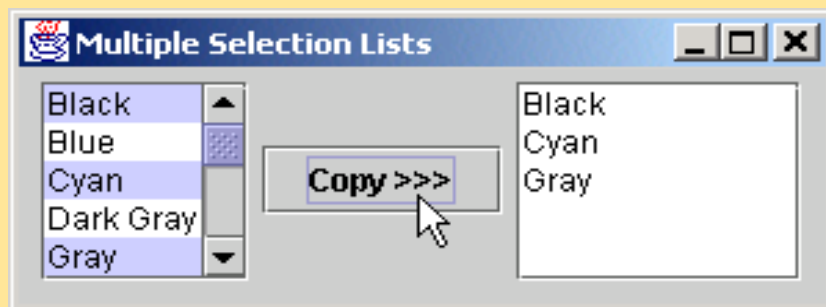 Multiple Selection Lists
Black
Blue
Cyan
Dark Gray
Gray
Copy >>>
Black
Cyan
Gray